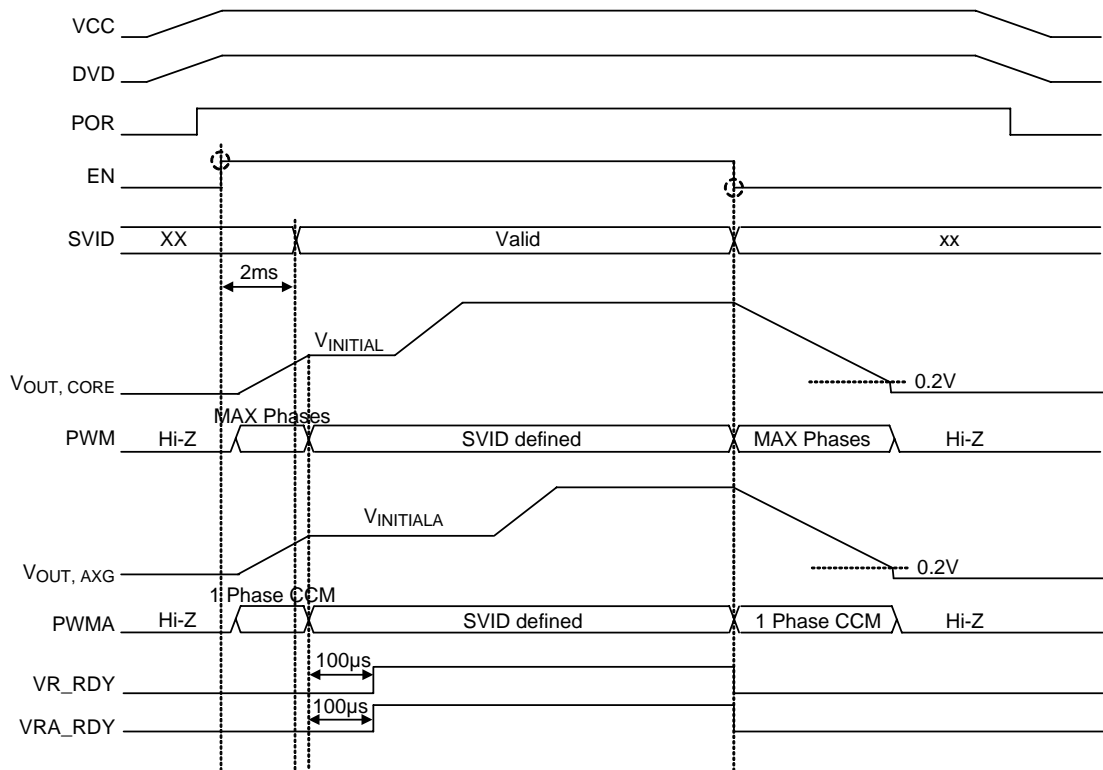 VCC
DVD
POR
EN
SVID XX Valid xx
2ms
VINITIAL
VOUT, CORE 0.2V
MAX Phases
PWM Hi-Z SVID defined MAX Phases Hi-Z
VINITIALA
VOUT, AXG 0.2V
1 Phase CCM
PWMA Hi-Z SVID defined 1 Phase CCM Hi-Z
100µs
VR_RDY
100µs
VRA_RDY